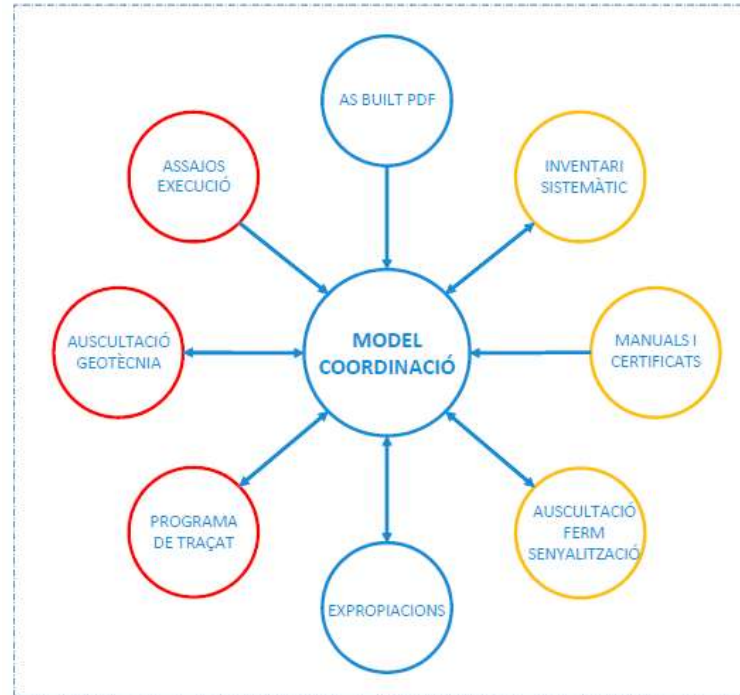 AS BUILT PDF
ASSAJOS
EXECUCIÓ
INVENTARI
SISTEMÀTIC
AUSCULTACIÓ
GEOTÈCNIA
MODEL
COORDINACIÓ
MANUALS I
CERTIFICATS
PROGRAMA
DE TRAÇAT
AUSCULTACIÓ
FERM
SENYALITZACIÓ
EXPROPIACIONS